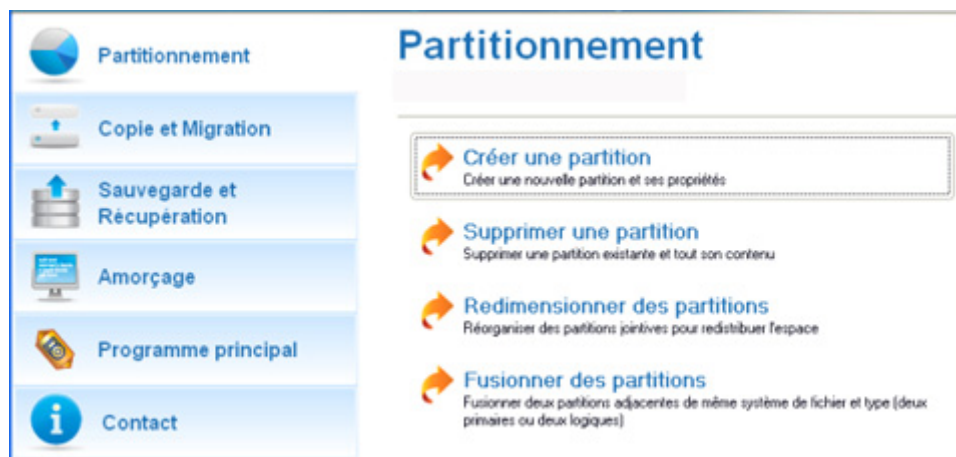 Partitionnement
Copie et Migration
Sauvegarde et
Récupération
Amorçage
Programme principal
Contact
Partitionnement
Créer une partition
Créer une nouvelle partition et ses propriétés
Supprimer une partition
Supprimer une partition existante et tout son contenu
Redimensionner des partitions
Réorganiser des partitions jointives pour redistribuer l'espace
Fusionner des partitions
Fusionner deux partitions adjacentes de même système de fichier et type (deux
primaires ou deux logiques)